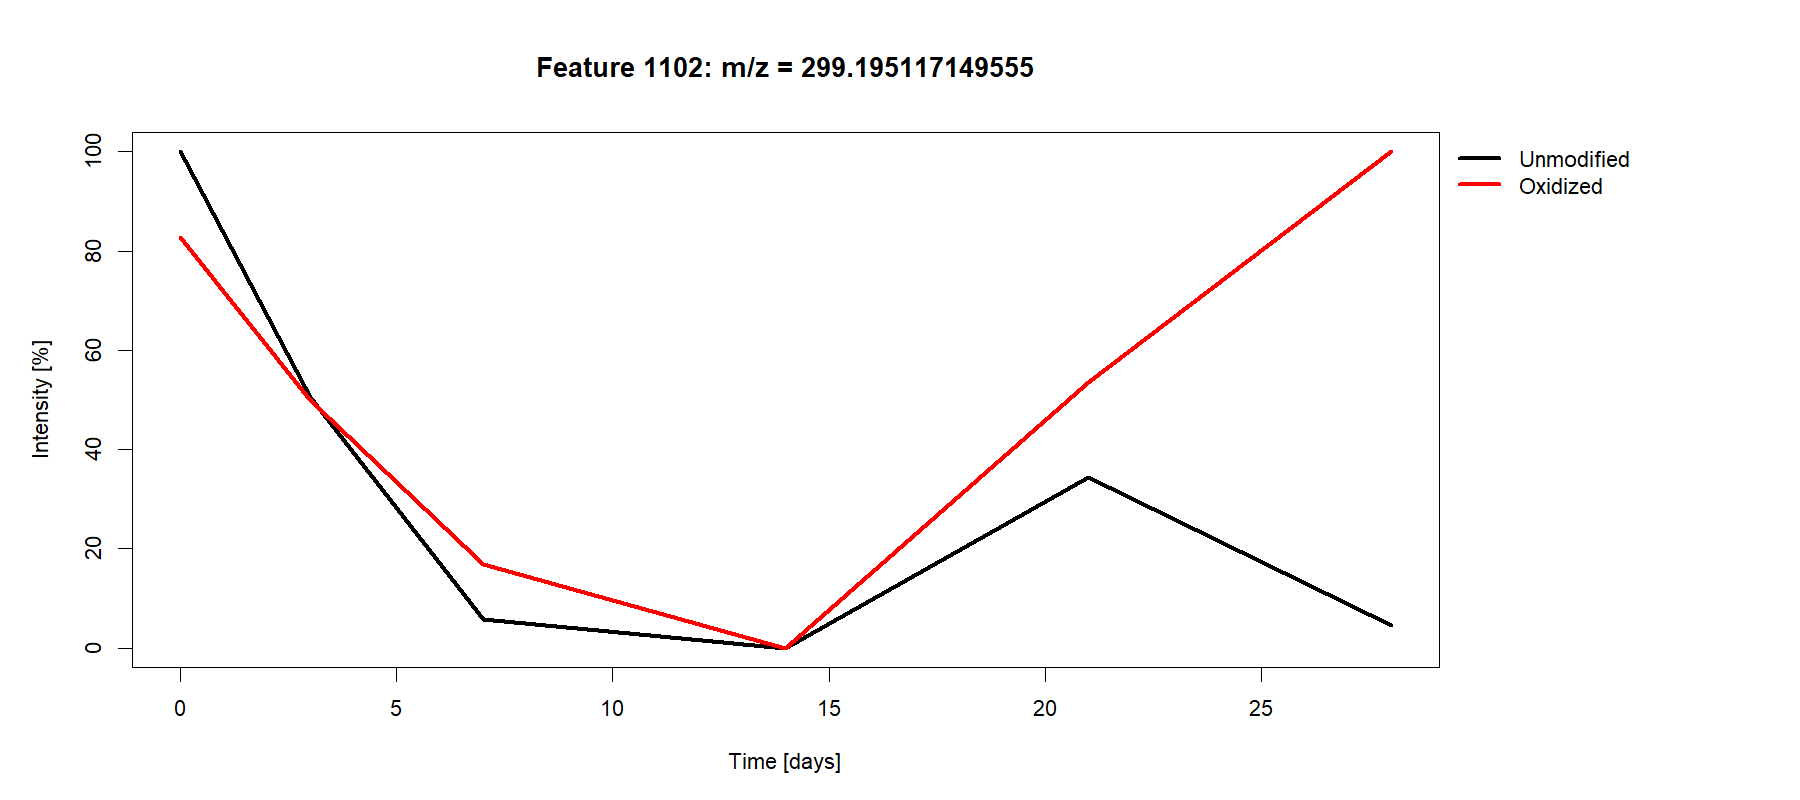 Feature 1102: m/z = 299.195117149555
Unmodified
Oxidized
Intensity [%]
100
80
60
40
20
0
0 5 10 15 20 25
Time [days]